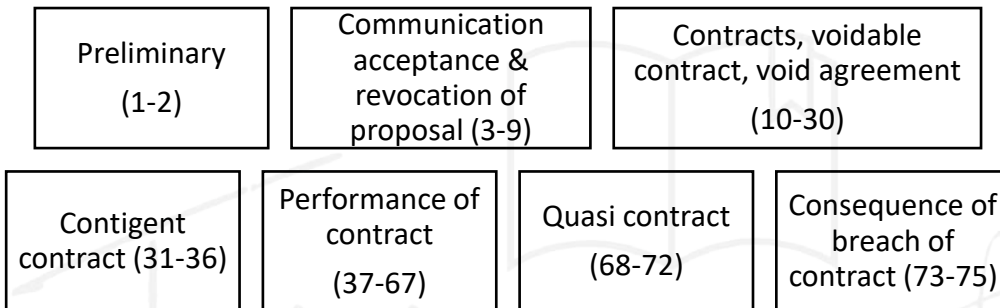 Preliminary
(1-2)
Communication
acceptance &
revocation of
proposal (3-9)
Contracts, voidable
contract, void agreement
(10-30)
Contigent
contract (31-36)
Performance of
contract
(37-67)
Quasi contract
(68-72)
Consequence of
breach of
contract (73-75)